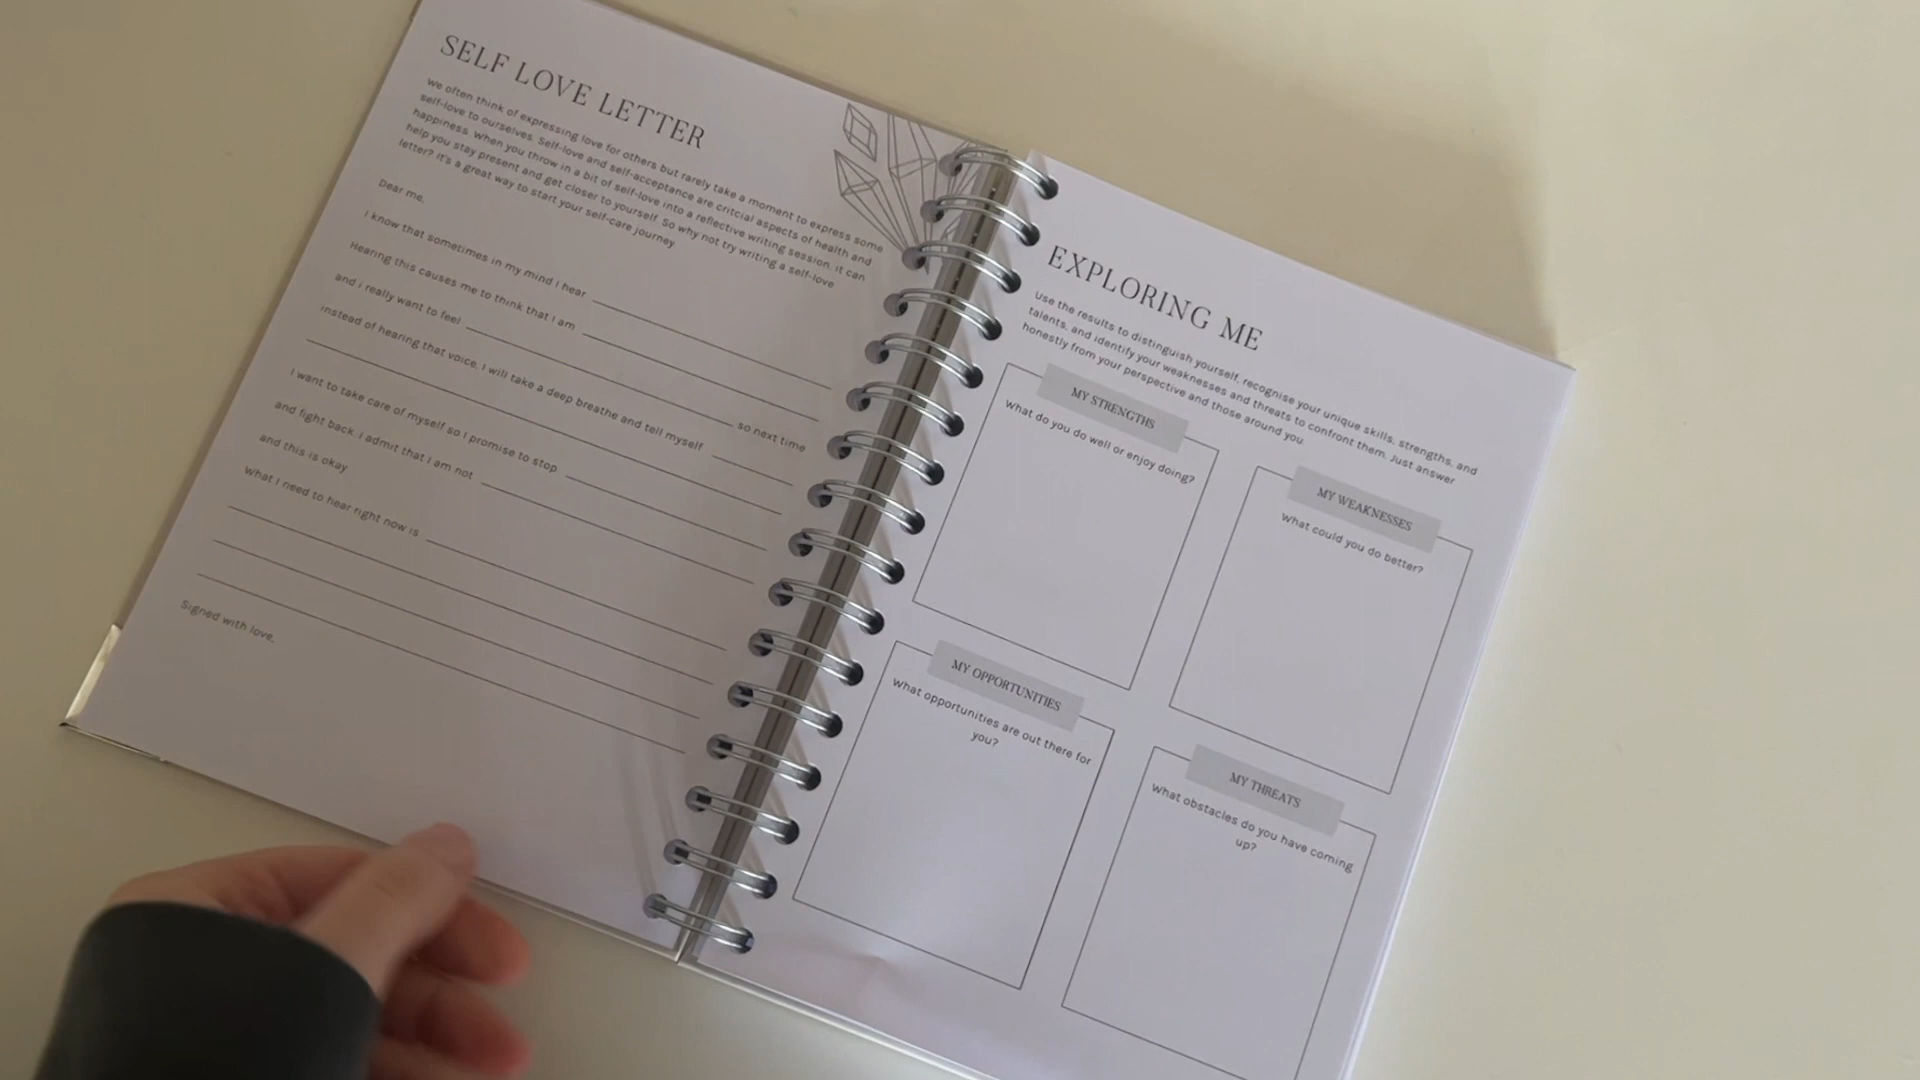 SELF LOVE LETTER
We often think of expressing love for others but rarely take a moment to express some
self-love to ourselves. Self-love and self-acceptance are critcial aspects of health and
happiness. When you throw in a bit of self-love into a reflective writing session, it can
help you stay present and get closer to yourself. So why not try writing a self-love
letter? It's a great way to start your self-care journey.
Dear me,
I know that sometimes in my mind I hear
Hearing this causes me to think that I am
and i really want to feel so next time
instead of hearing that voice, I will take a deep breathe and tell myself
I want to take care of myself so I promise to stop
and fight back. I admit that I am not
and this is okay
What I need to hear right now is
Signed with love,
EXPLORING ME
Use the results to distinguish yourself, recognise your unique skills, strengths, and
talents, and identify your weaknesses and threats to confront them. Just answer
honestly from your perspective and those around you.
MY STRENGTHS
What do you do well or enjoy doing?
MY WEAKNESSES
What could you do better?
MY OPPORTUNITIES
What opportunities are out there for
you?
MY THREATS
What obstacles do you have coming
up?